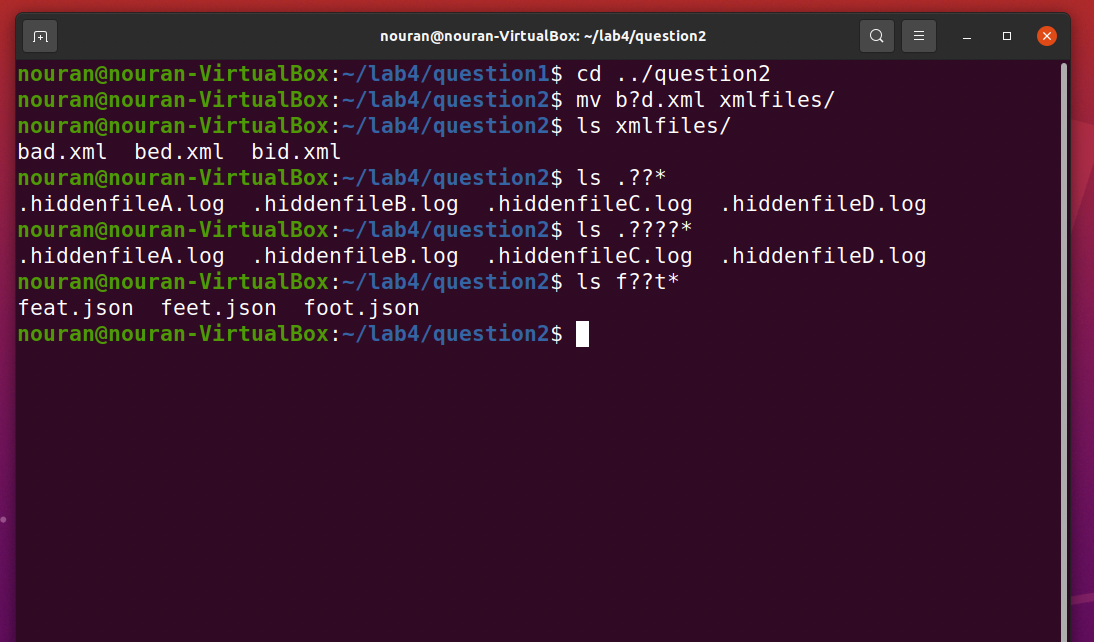 nouran@nouran-VirtualBox: ~/lab4/question2
nouran@nouran-VirtualBox:~/lab4/question1$ cd ../question2
nouran@nouran-VirtualBox:~/lab4/question2$ mv b?d.xml xmlfiles/
nouran@nouran-VirtualBox:~/lab4/question2$ ls xmlfiles/
bad.xml  bed.xml  bid.xml
nouran@nouran-VirtualBox:~/lab4/question2$ ls .??*
.hiddenfileA.log  .hiddenfileB.log  .hiddenfileC.log  .hiddenfileD.log
nouran@nouran-VirtualBox:~/lab4/question2$ ls .????*
.hiddenfileA.log  .hiddenfileB.log  .hiddenfileC.log  .hiddenfileD.log
nouran@nouran-VirtualBox:~/lab4/question2$ ls f??t*
feat.json  feet.json  foot.json
nouran@nouran-VirtualBox:~/lab4/question2$